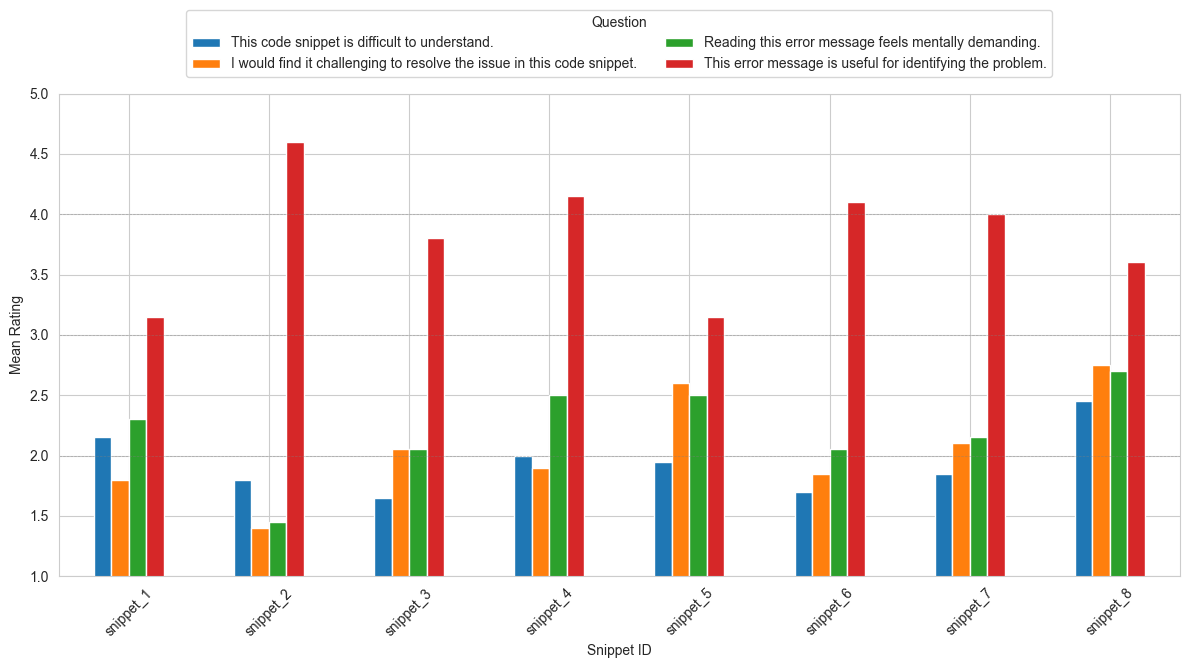 Question
This code snippet is difficult to understand.
I would find it challenging to resolve the issue in this code snippet.
Reading this error message feels mentally demanding.
This error message is useful for identifying the problem.
5.0
4.5
4.0
3.5
3.0
2.5
2.0
1.5
1.0
Mean Rating
snippet_1
snippet_2
snippet_3
snippet_4
snippet_5
snippet_6
snippet_7
snippet_8
Snippet ID